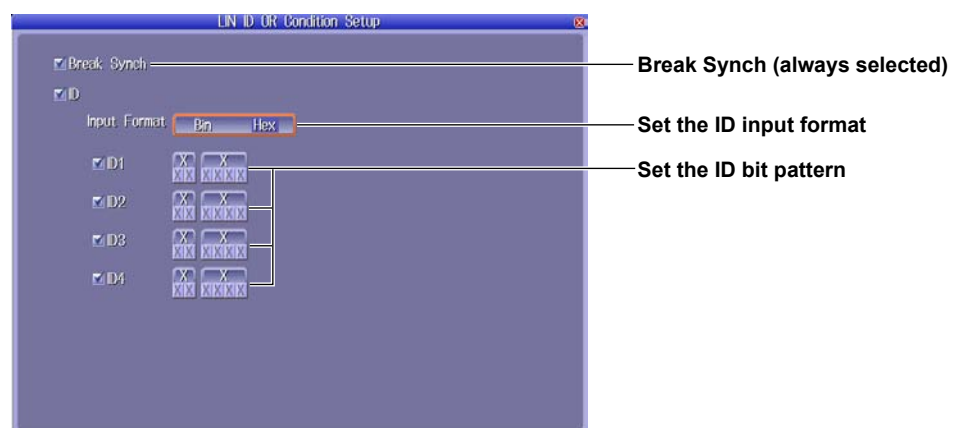 LIN ID OR Condition Setup
Break Synch
Break Synch (always selected)
ID
Input Format Bin Hex
Set the ID input format
ID1 X X
X X X X X X
Set the ID bit pattern
ID2 X X
X X X X X X
ID3 X X
X X X X X X
ID4 X X
X X X X X X